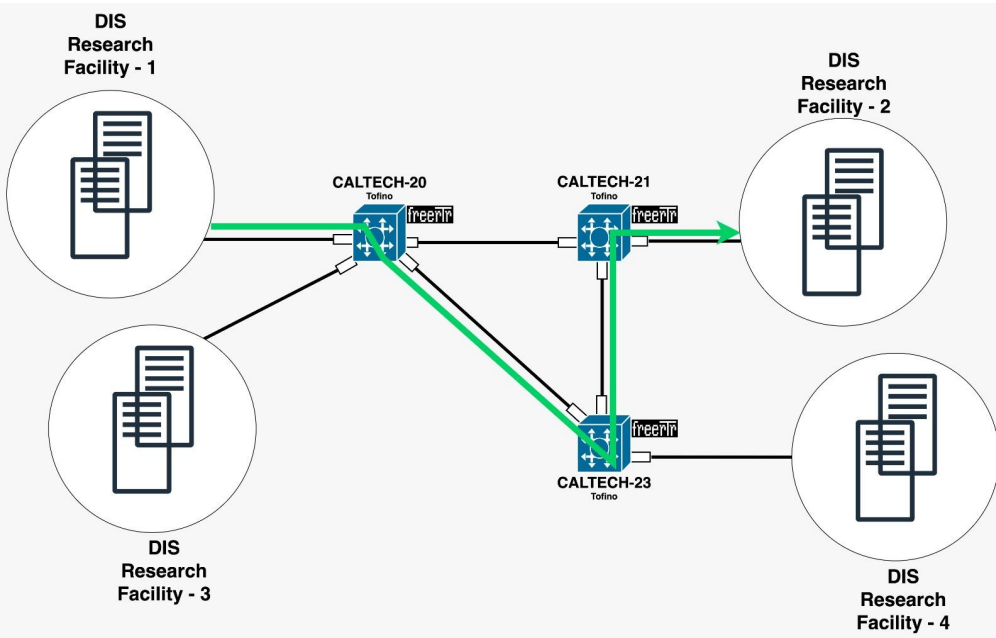 DIS
Research
Facility - 1
DIS
Research
Facility - 2
CALTECH-20
Tofino
freerTr
CALTECH-21
Tofino
freerTr
freerTr
CALTECH-23
Tofino
DIS
Research
Facility - 3
DIS
Research
Facility - 4